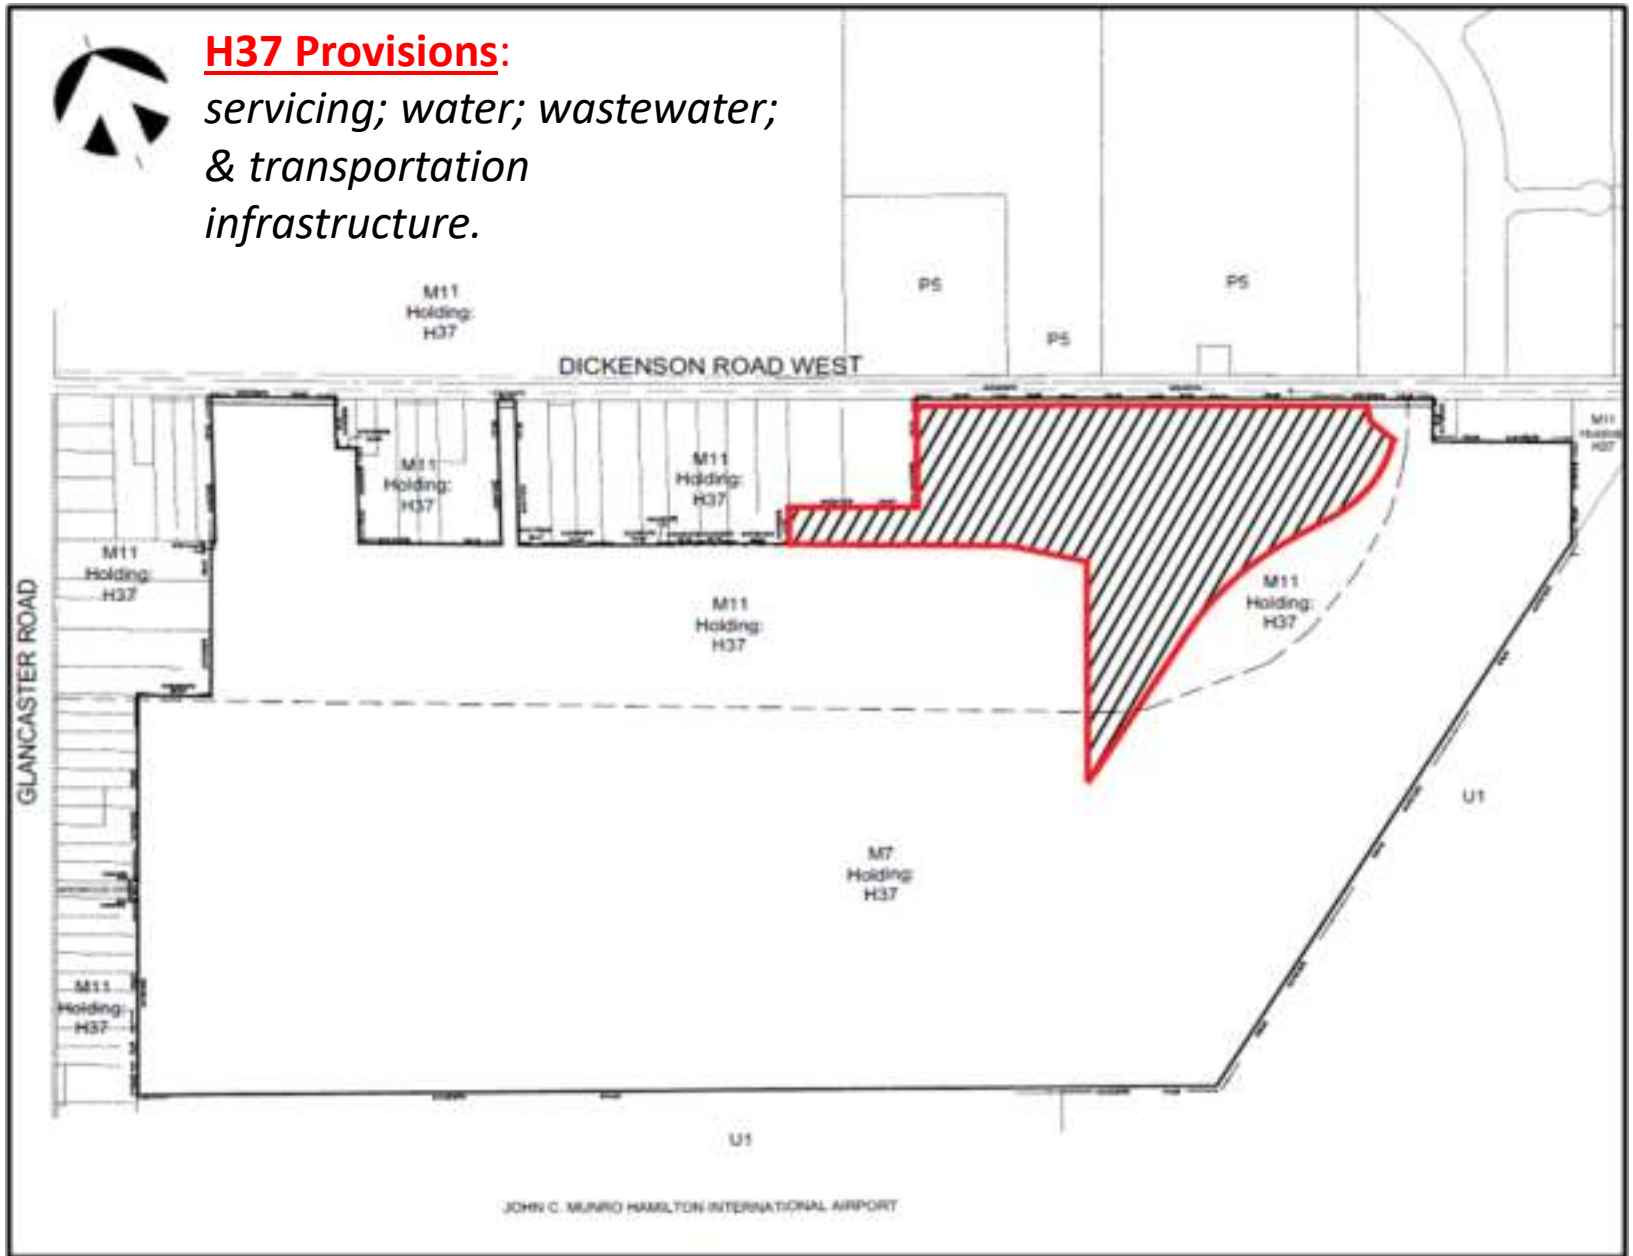 H37 Provisions:
servicing; water; wastewater;
& transportation
infrastructure.
M11
Holding:
H37
P5
P5
P5
DICKENSON ROAD WEST
M11
Holding:
H37
M11
Holding:
H37
M11
Holding:
H37
M11
Holding:
H37
GLANCASTER ROAD
M11
Holding:
H37
M11
Holding:
H37
U1
M7
Holding:
H37
M11
Holding:
H37
U1
JOHN C. MUNRO HAMILTON INTERNATIONAL AIRPORT